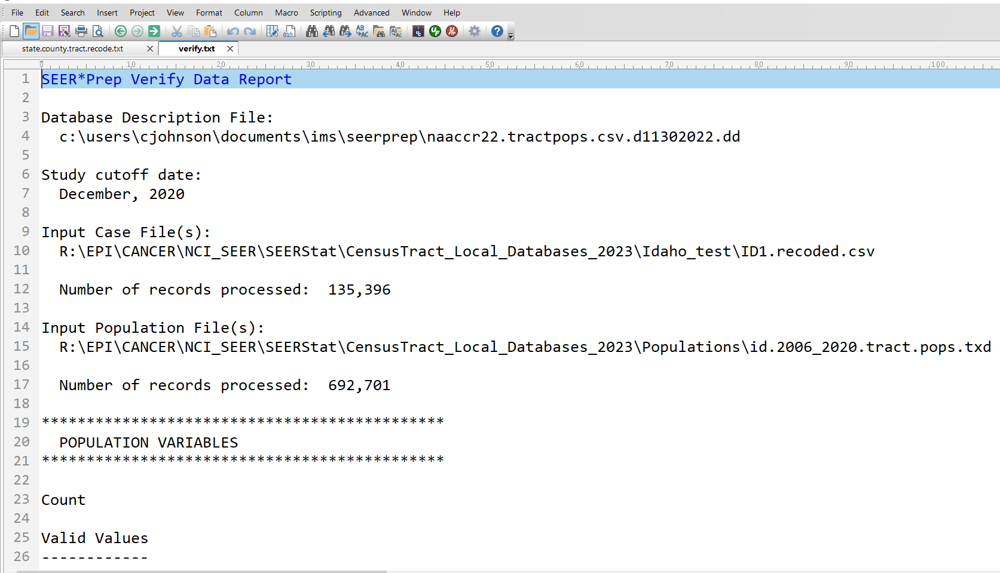 File Edit Search Insert Project View Format Column Macro Scripting Advanced Window Help
state.county.tract.recode.txt verify.txt
0 10 20 30 40 50 60 70 80 90 100
1 SEER*Prep Verify Data Report
2
3 Database Description File:
4 c:\users\cjohnson\documents\ims\seerprep\naaccr22.tractpops.csv.d11302022.dd
5
6 Study cutoff date:
7 December, 2020
8
9 Input Case File(s):
10 R:\EPI\CANCER\NCI_SEER\SEERStat\CensusTract_Local_Databases_2023\Idaho_test\ID1.recoded.csv
11
12 Number of records processed: 135,396
13
14 Input Population File(s):
15 R:\EPI\CANCER\NCI_SEER\SEERStat\CensusTract_Local_Databases_2023\Populations\id.2006_2020.tract.pops.txd
16
17 Number of records processed: 692,701
18
19 *********************************************
20 POPULATION VARIABLES
21 *********************************************
22
23 Count
24
25 Valid Values
26 ------------